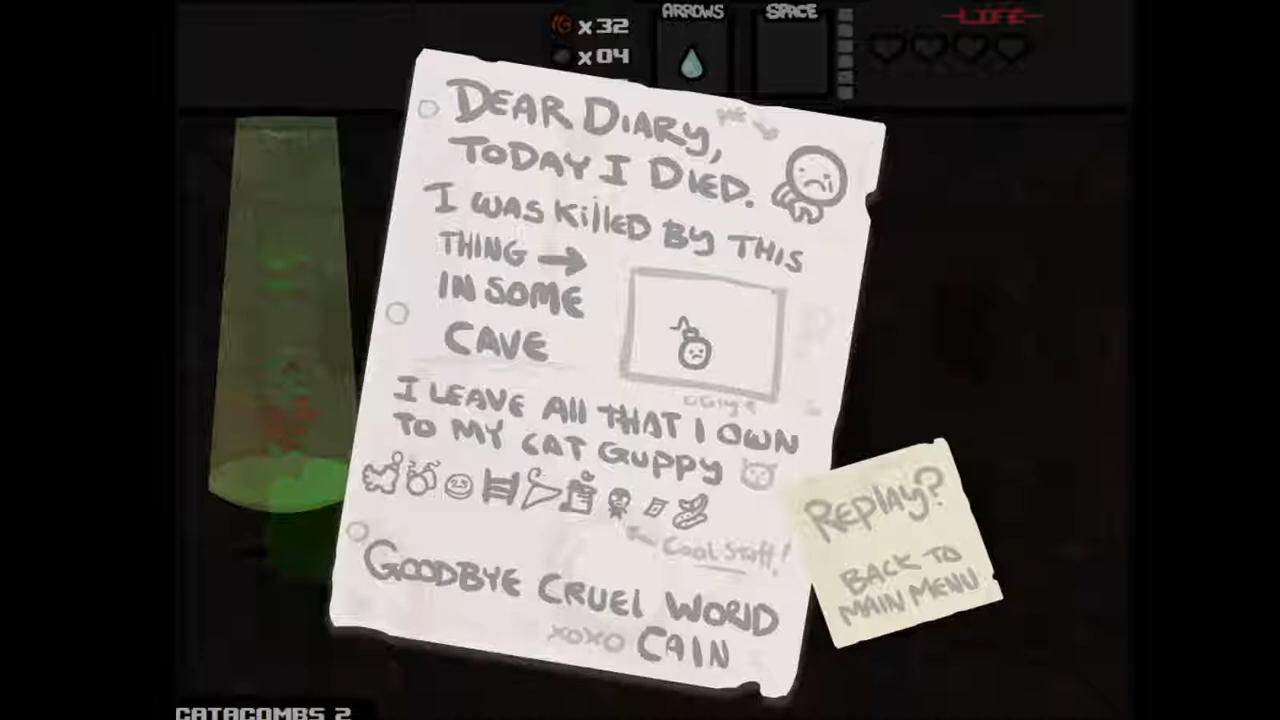 x32
x04
ARROWS
SPACE
LIFE
DEAR DIARY,
ME
TODAY I DIED.
I WAS KILLED BY THIS
THING →
IN SOME
CAVE
I LEAVE ALL THAT I OWN
TO MY CAT GUPPY
COOL STUFF!
GOODBYE CRUEL WORLD
XOXO CAIN
REPLAY?
BACK TO
MAIN MENU
CATACOMBS 2